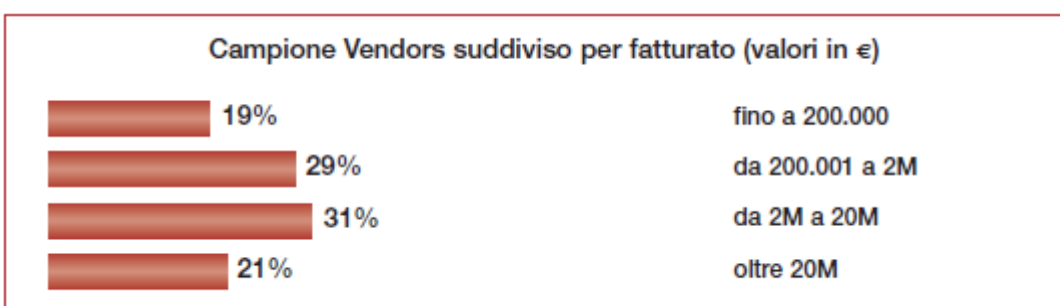 Campione Vendors suddiviso per fatturato (valori in €)
19% fino a 200.000
29% da 200.001 a 2M
31% da 2M a 20M
21% oltre 20M